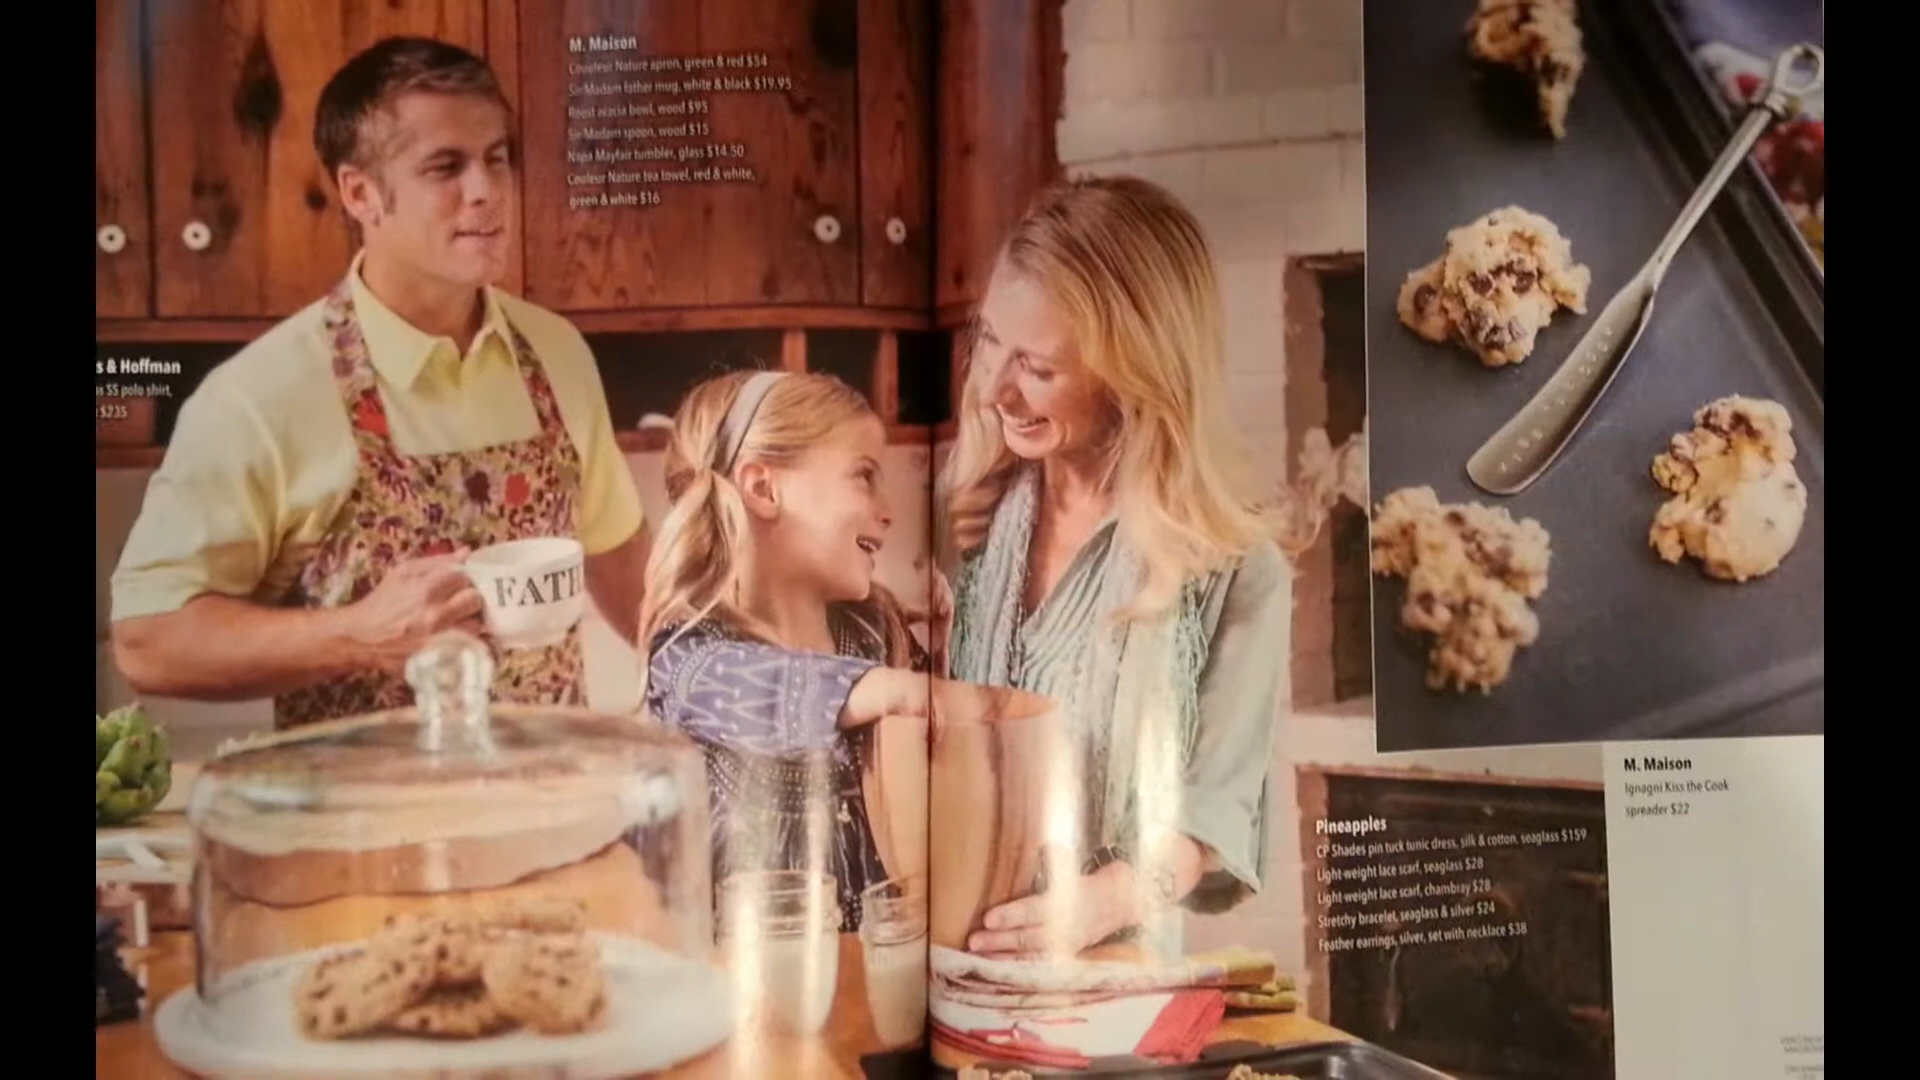 M. Maison
Couleur Nature apron, green & red $54
Sir Madam father mug, white & black $19.95
Roost acacia bowl, wood $95
Sir Madam spoon, wood $15
Napa Mayfair tumbler, glass $14.50
Couleur Nature tea towel, red & white,
green & white $16
s & Hoffman
SS polo shirt,
$235
FATH
M. Maison
Ignagni Kiss the Cook
spreader $22
Pineapples
CP Shades pin tuck tunic dress, silk & cotton, seaglass $159
Light-weight lace scarf, seaglass $28
Light-weight lace scarf, chambray $28
Stretchy bracelet, seaglass & silver $24
Feather earrings, silver, set with necklace $38